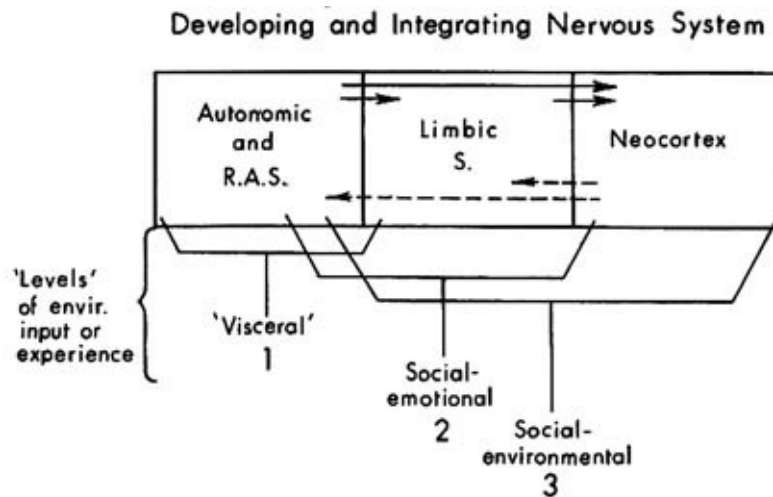 Developing and Integrating Nervous System
Autonomic
and
R.A.S.
Limbic
S.
Neocortex
'Levels'
of envir.
input or
experience
'Visceral'
1
Social-
emotional
2
Social-
environmental
3